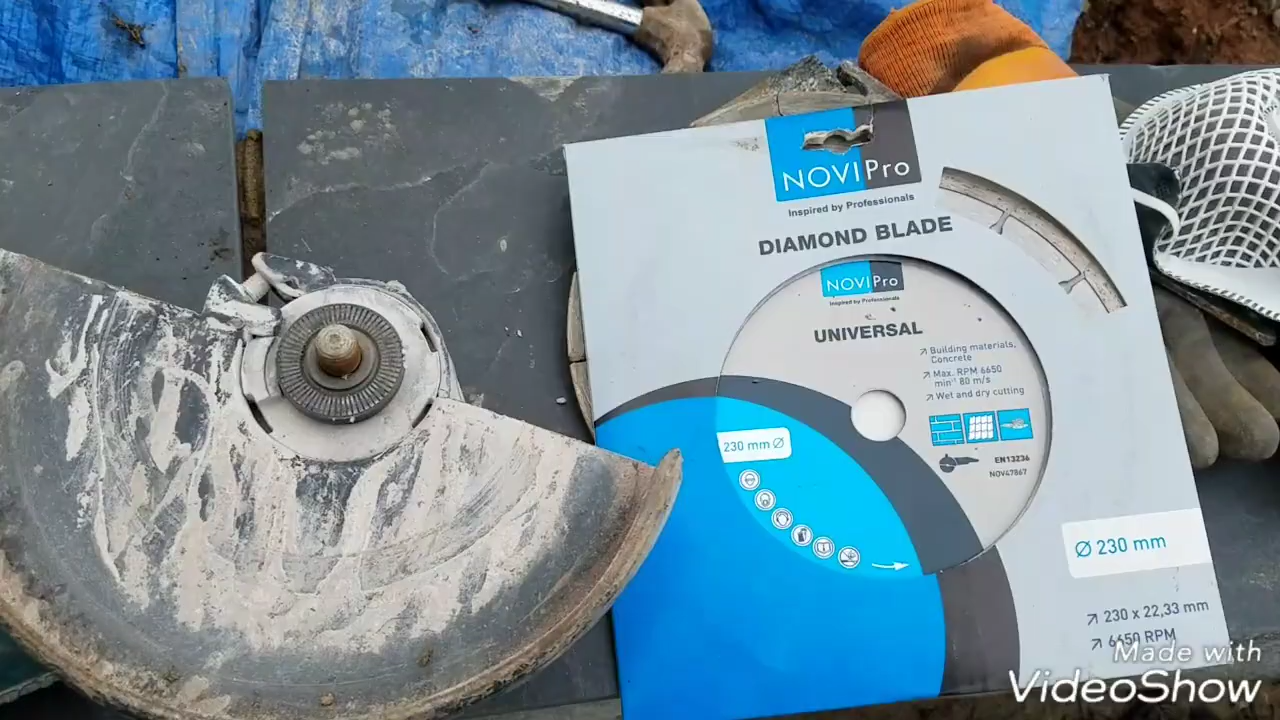 NOVIPro
Inspired by Professionals
DIAMOND BLADE
NOVIPro
Inspired by Professionals
UNIVERSAL
Building materials,
Concrete
Max. RPM 6650
min⁻¹ 80 m/s
Wet and dry cutting
230 mm Ø
EN13236
NOV47867
Ø 230 mm
230 x 22,33 mm
6650 RPM
Made with
VideoShow